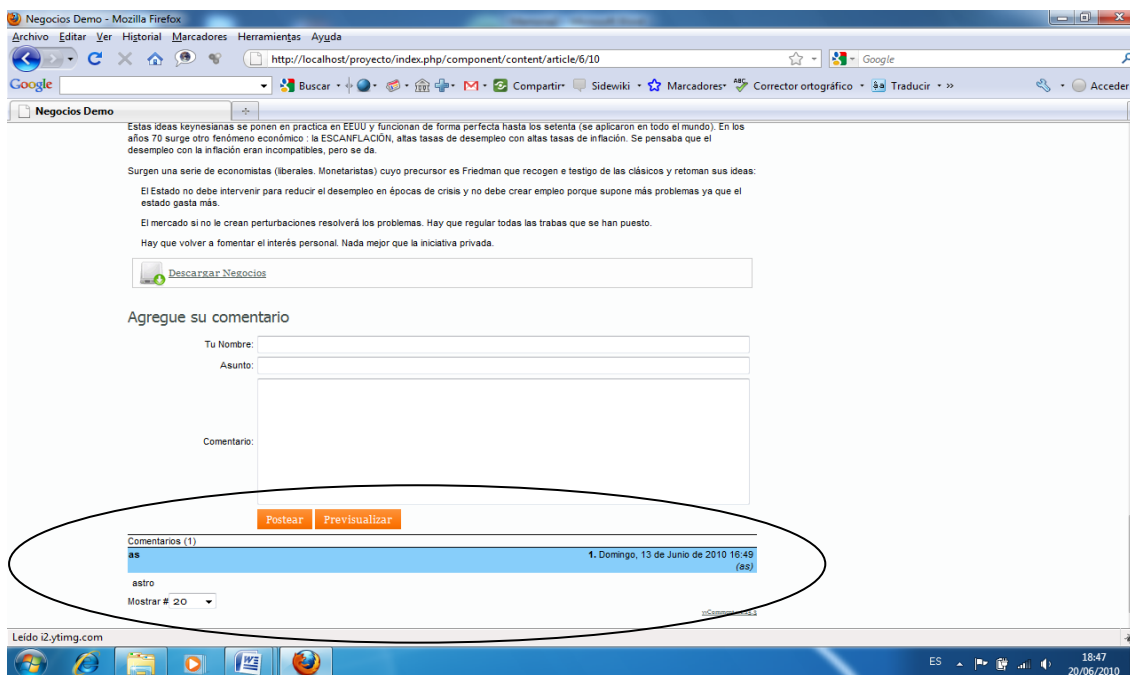 Negocios Demo - Mozilla Firefox
Archivo Editar Ver Historial Marcadores Herramientas Ayuda
http://localhost/proyecto/index.php/component/content/article/6/10
Google
Google Buscar Compartir Sidewiki Marcadores Corrector ortográfico Traducir » Acceder
Negocios Demo
Estas ideas keynesianas se ponen en practica en EEUU y funcionan de forma perfecta hasta los setenta (se aplicaron en todo el mundo). En los
años 70 surge otro fenómeno económico : la ESCANFLACIÓN, altas tasas de desempleo con altas tasas de inflación. Se pensaba que el
desempleo con la inflación eran incompatibles, pero se da.
Surgen una serie de economistas (liberales. Monetaristas) cuyo precursor es Friedman que recogen e testigo de las clásicos y retoman sus ideas:
El Estado no debe intervenir para reducir el desempleo en épocas de crisis y no debe crear empleo porque supone más problemas ya que el
estado gasta más.
El mercado si no le crean perturbaciones resolverá los problemas. Hay que regular todas las trabas que se han puesto.
Hay que volver a fomentar el interés personal. Nada mejor que la iniciativa privada.
Descargar Negocios
Agregue su comentario
Tu Nombre:
Asunto:
Comentario:
Postear Previsualizar
Comentarios (1)
as 1. Domingo, 13 de Junio de 2010 16:49
(as)
astro
Mostrar # 20
Leído i2.ytimg.com
ES 18:47
20/06/2010